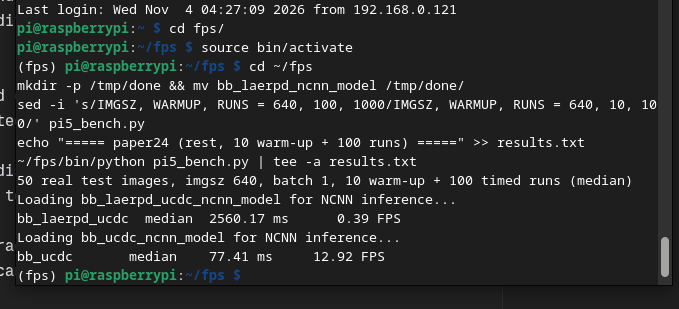 Last login: Wed Nov  4 04:27:09 2026 from 192.168.0.121
pi@raspberrypi:~ $ cd fps/
pi@raspberrypi:~/fps $ source bin/activate
(fps) pi@raspberrypi:~/fps $ cd ~/fps
mkdir -p /tmp/done && mv bb_laerpd_ncnn_model /tmp/done/
sed -i 's/IMGSZ, WARMUP, RUNS = 640, 100, 1000/IMGSZ, WARMUP, RUNS = 640, 10, 10
0/' pi5_bench.py
echo "===== paper24 (rest, 10 warm-up + 100 runs) =====" >> results.txt
~/fps/bin/python pi5_bench.py | tee -a results.txt
50 real test images, imgsz 640, batch 1, 10 warm-up + 100 timed runs (median)
Loading bb_laerpd_ucdc_ncnn_model for NCNN inference...
bb_laerpd_ucdc  median  2560.17 ms      0.39 FPS
Loading bb_ucdc_ncnn_model for NCNN inference...
bb_ucdc       median    77.41 ms     12.92 FPS
(fps) pi@raspberrypi:~/fps $